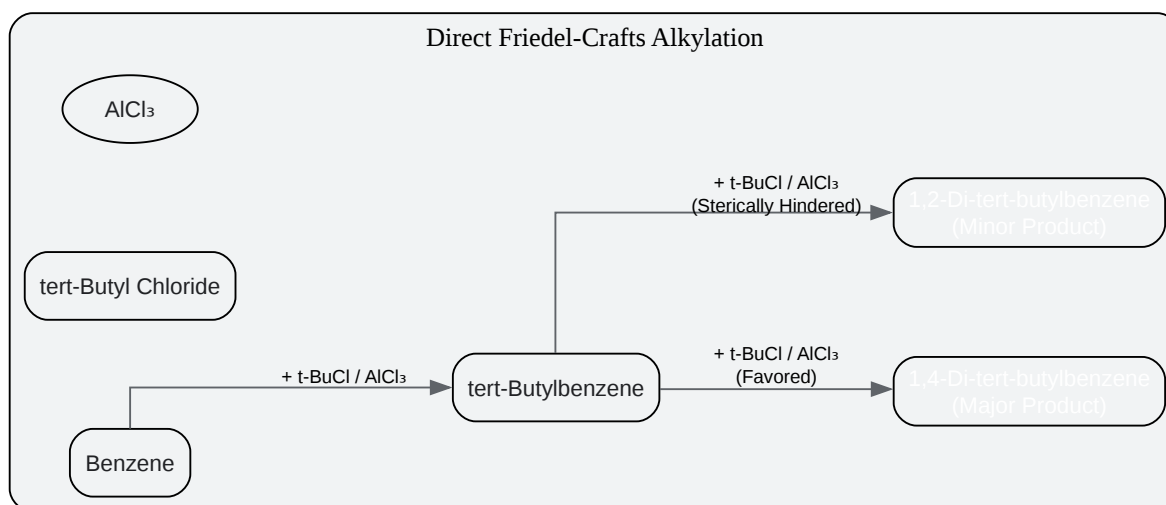 Direct Friedel-Crafts Alkylation
AlCl₃
+ t-BuCl / AlCl₃
(Sterically Hindered)
1,2-Di-tert-butylbenzene
(Minor Product)
tert-Butyl Chloride
+ t-BuCl / AlCl₃
tert-Butylbenzene
+ t-BuCl / AlCl₃
(Favored)
1,4-Di-tert-butylbenzene
(Major Product)
Benzene